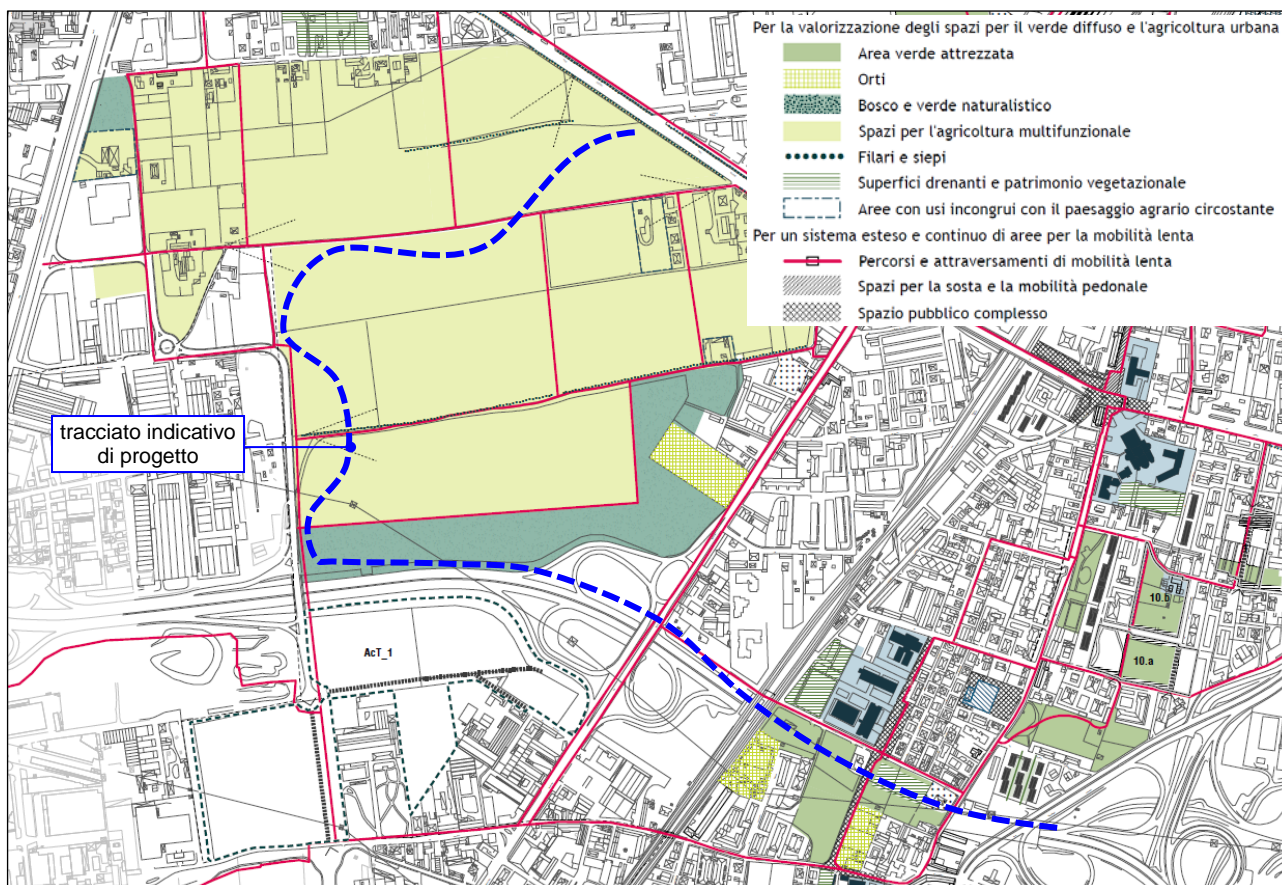 Per la valorizzazione degli spazi per il verde diffuso e l'agricoltura urbana
Area verde attrezzata
Orti
Bosco e verde naturalistico
Spazi per l'agricoltura multifunzionale
Filari e siepi
Superfici drenanti e patrimonio vegetazionale
Aree con usi incongrui con il paesaggio agrario circostante
Per un sistema esteso e continuo di aree per la mobilità lenta
Percorsi e attraversamenti di mobilità lenta
Spazi per la sosta e la mobilità pedonale
Spazio pubblico complesso
tracciato indicativo
di progetto
10.b
AcT_1
10.a